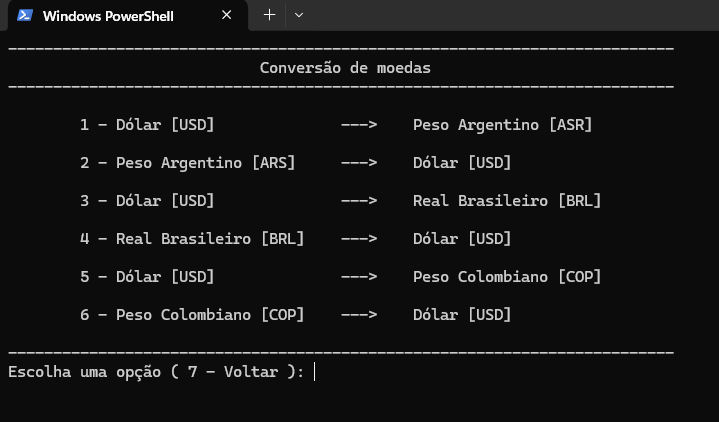 Windows PowerShell
Conversão de moedas
1 - Dólar [USD] ---> Peso Argentino [ASR]
2 - Peso Argentino [ARS] ---> Dólar [USD]
3 - Dólar [USD] ---> Real Brasileiro [BRL]
4 - Real Brasileiro [BRL] ---> Dólar [USD]
5 - Dólar [USD] ---> Peso Colombiano [COP]
6 - Peso Colombiano [COP] ---> Dólar [USD]
Escolha uma opção ( 7 - Voltar ):